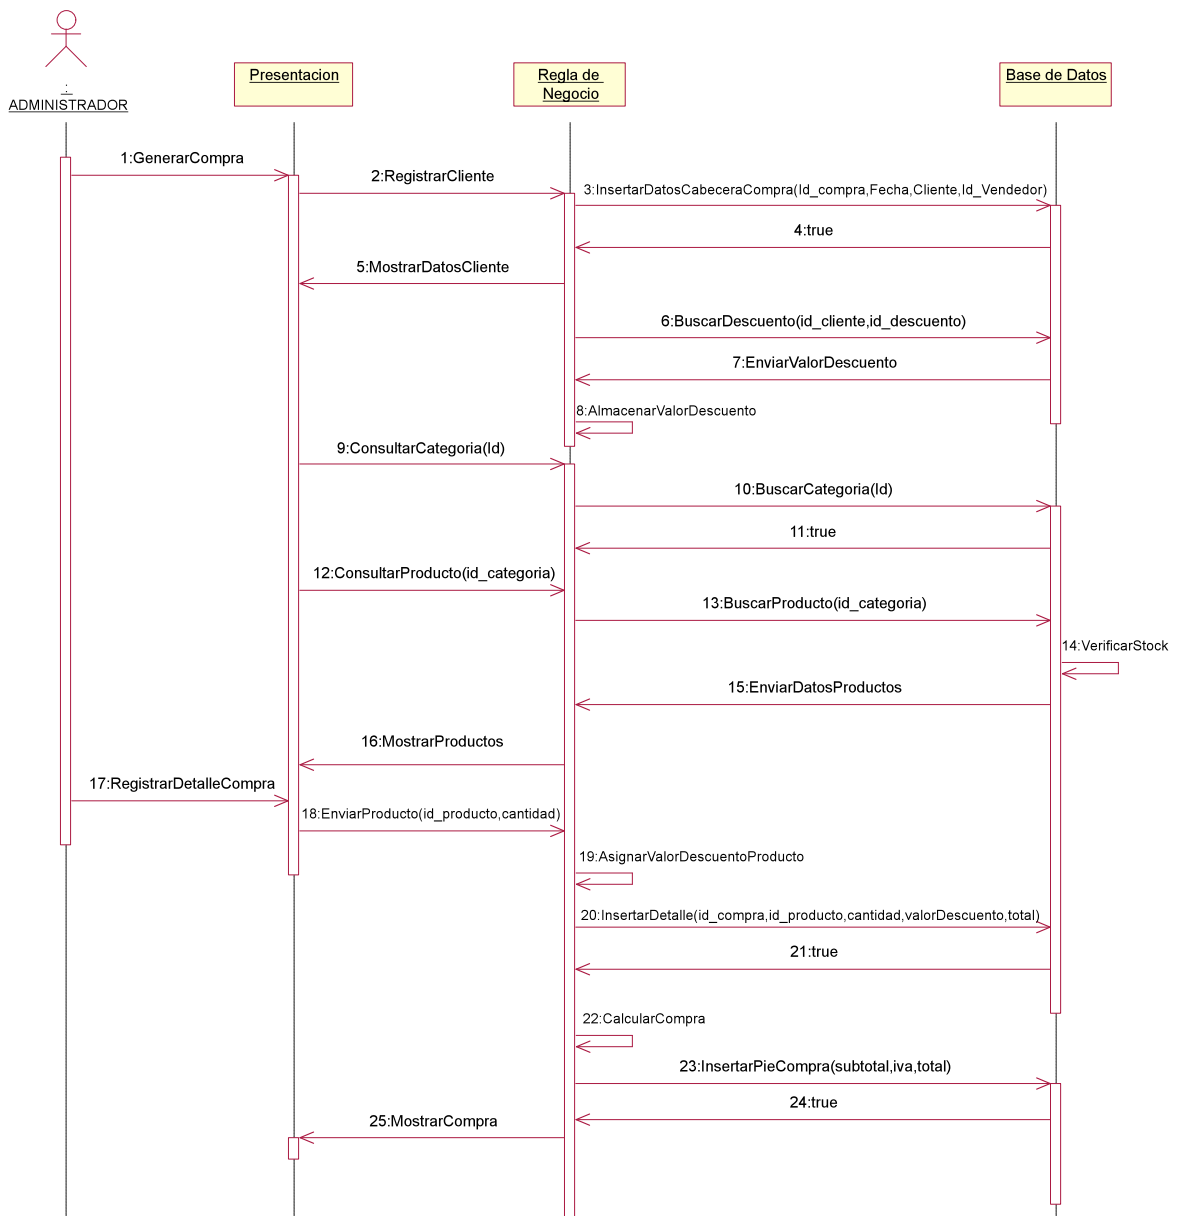 :
ADMINISTRADOR
Presentacion
Regla de
Negocio
Base de Datos
1:GenerarCompra
2:RegistrarCliente
3:InsertarDatosCabeceraCompra(Id_compra,Fecha,Cliente,Id_Vendedor)
4:true
5:MostrarDatosCliente
6:BuscarDescuento(id_cliente,id_descuento)
7:EnviarValorDescuento
8:AlmacenarValorDescuento
9:ConsultarCategoria(Id)
10:BuscarCategoria(Id)
11:true
12:ConsultarProducto(id_categoria)
13:BuscarProducto(id_categoria)
14:VerificarStock
15:EnviarDatosProductos
16:MostrarProductos
17:RegistrarDetalleCompra
18:EnviarProducto(id_producto,cantidad)
19:AsignarValorDescuentoProducto
20:InsertarDetalle(id_compra,id_producto,cantidad,valorDescuento,total)
21:true
22:CalcularCompra
23:InsertarPieCompra(subtotal,iva,total)
24:true
25:MostrarCompra